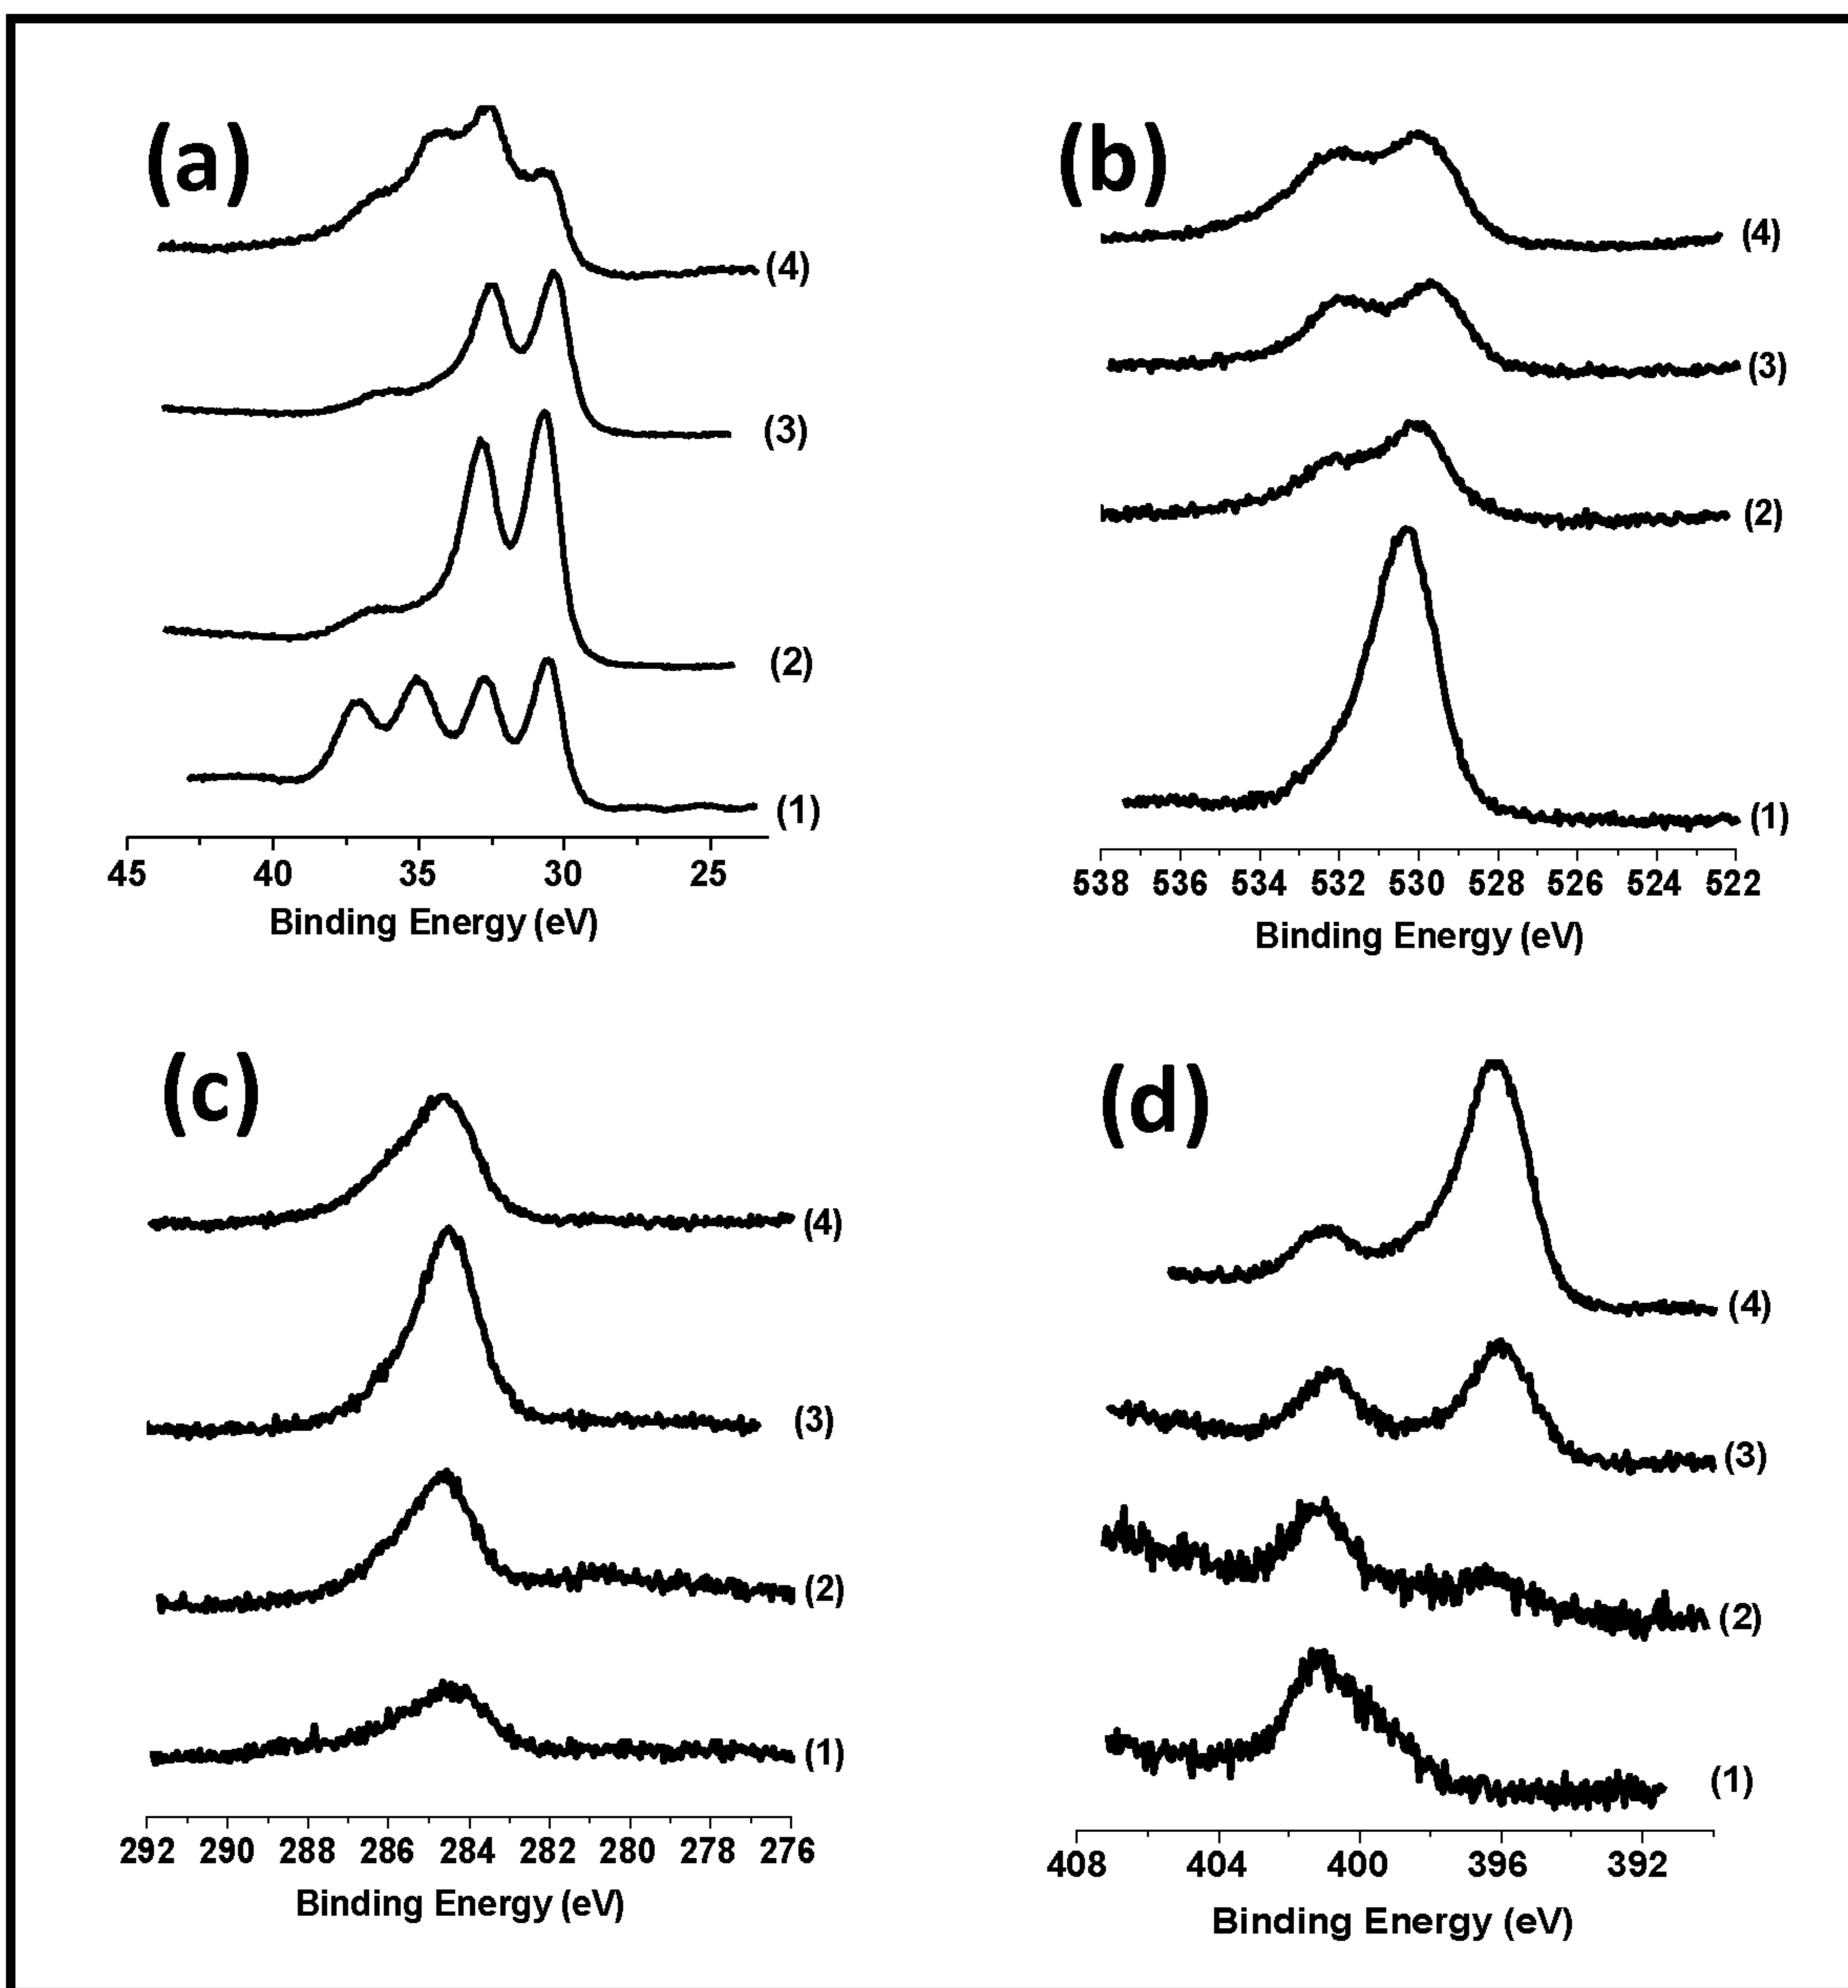 (a)
(4)
(3)
(2)
(1)
45 40 35 30 25
Binding Energy (eV)
(b)
(4)
(3)
(2)
(1)
538 536 534 532 530 528 526 524 522
Binding Energy (eV)
(c)
(4)
(3)
(2)
(1)
292 290 288 286 284 282 280 278 276
Binding Energy (eV)
(d)
(4)
(3)
(2)
(1)
408 404 400 396 392
Binding Energy (eV)